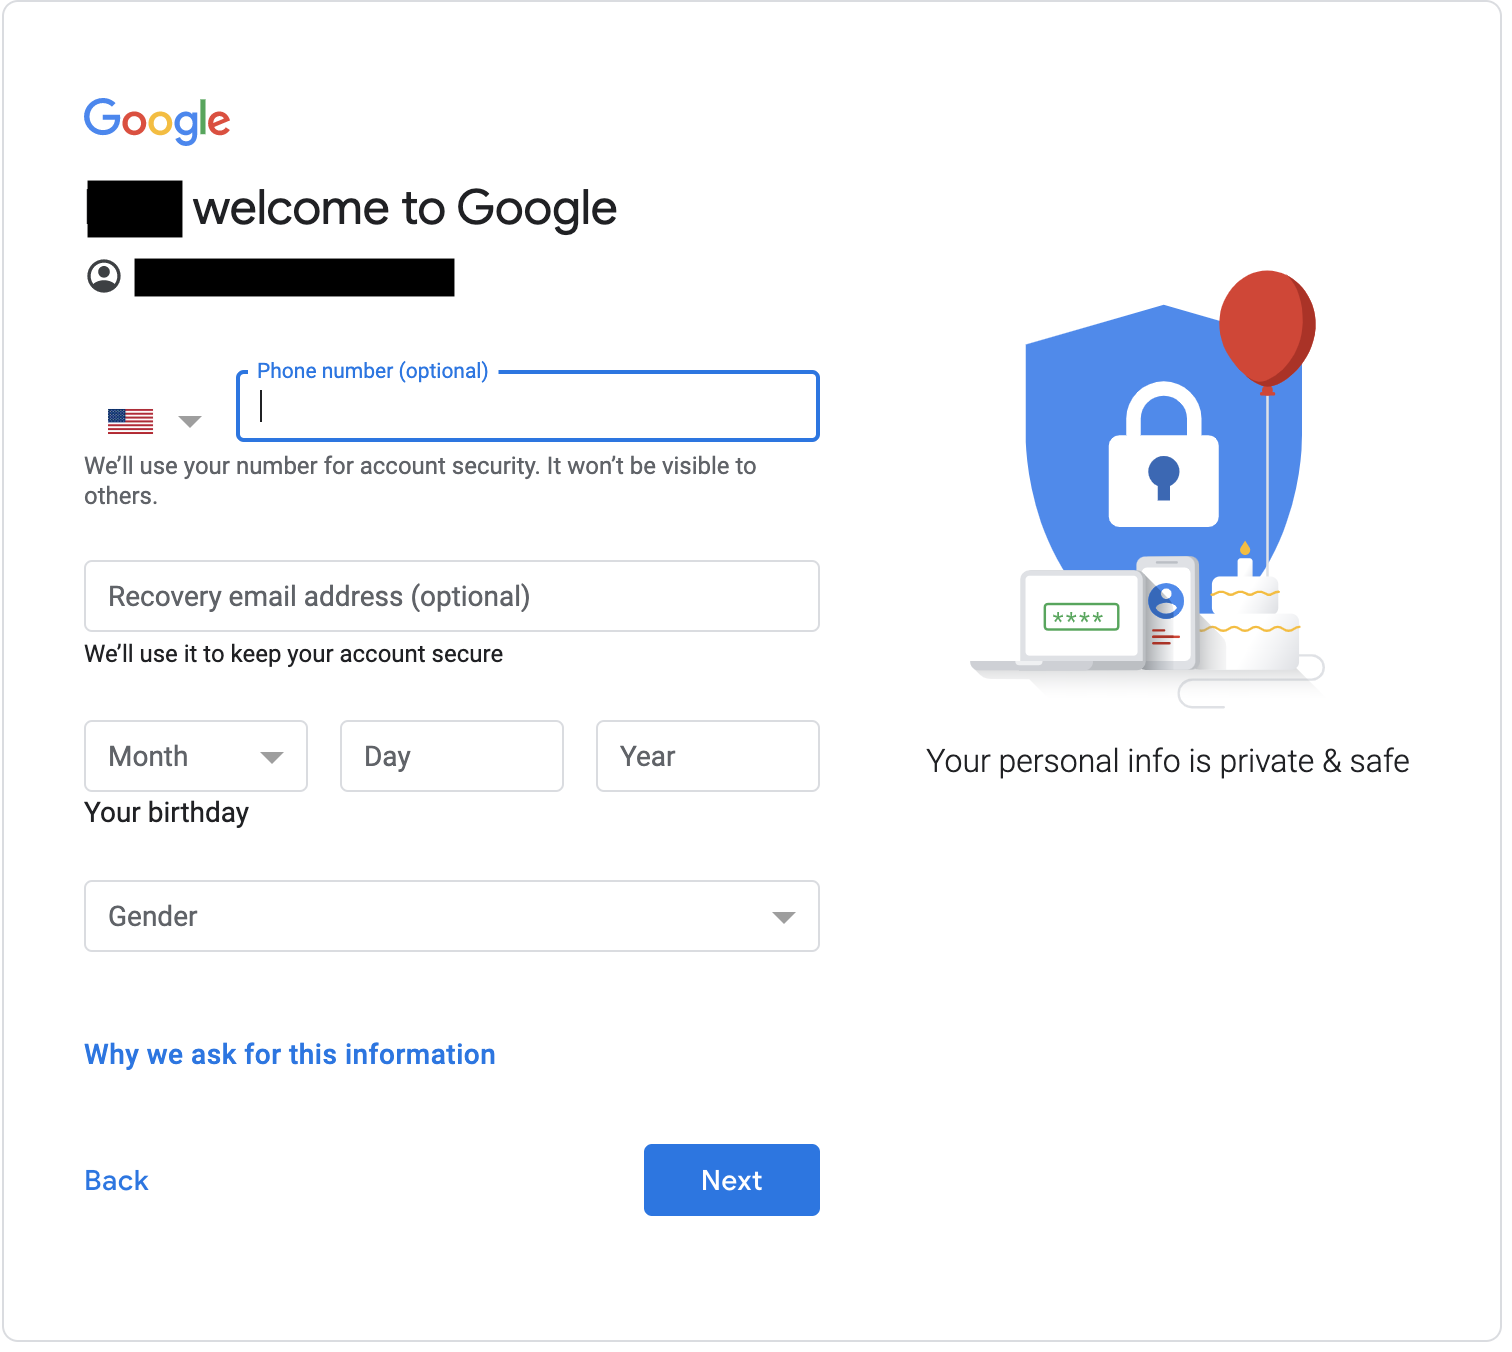 Google
welcome to Google
Phone number (optional)
We’ll use your number for account security. It won’t be visible to
others.
Recovery email address (optional)
We’ll use it to keep your account secure
Month Day Year
Your birthday
Gender
Why we ask for this information
Back Next
****
Your personal info is private & safe